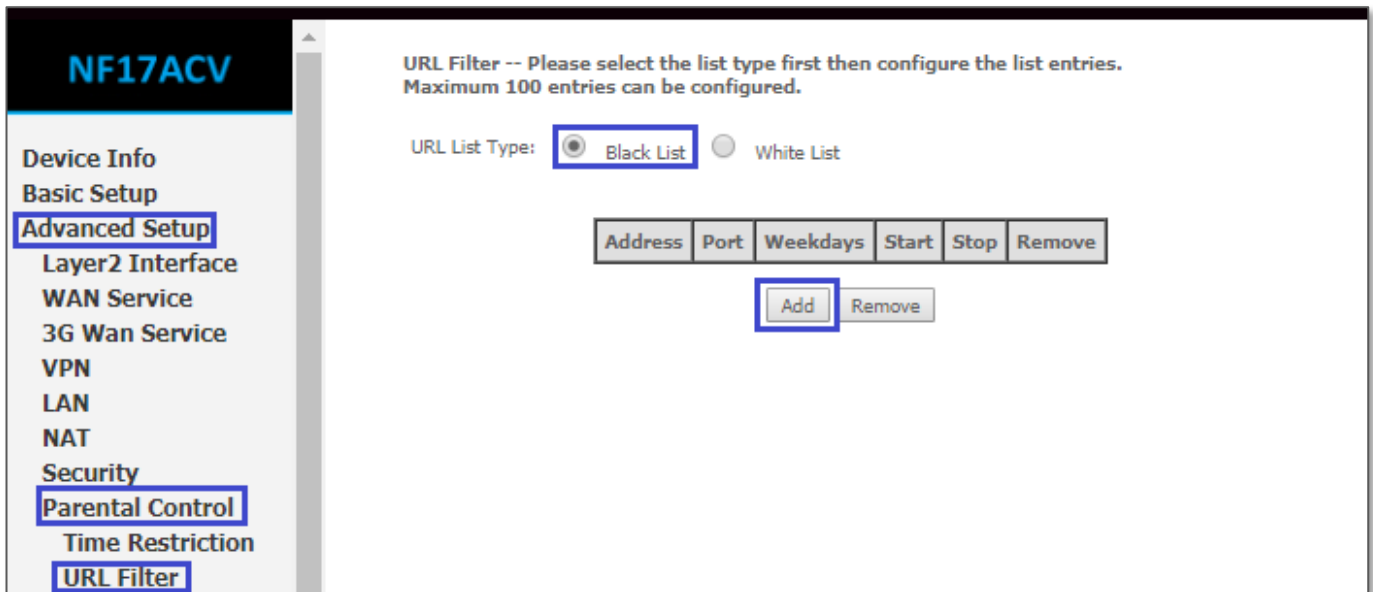 NF17ACV
Device Info
Basic Setup
Advanced Setup
Layer2 Interface
WAN Service
3G Wan Service
VPN
LAN
NAT
Security
Parental Control
Time Restriction
URL Filter
URL Filter -- Please select the list type first then configure the list entries.
Maximum 100 entries can be configured.
URL List Type: Black List White List
Address Port Weekdays Start Stop Remove
Add Remove